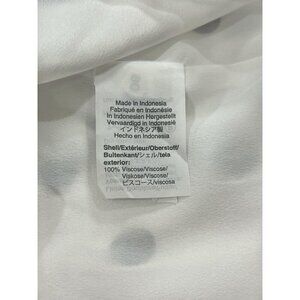 Made in Indonesia
Fabriqué en Indonésie
In Indonesien Hergestellt
Vervaardigd in Indonesië
インドネシア製
Hecho en Indonesia
Shell/Extérieur/Oberstoff/
Buitenkant/シェル/tela
exterior:
100% Viscose/Viscose/
Viskose/Viscose/
ビスコース/viscosa